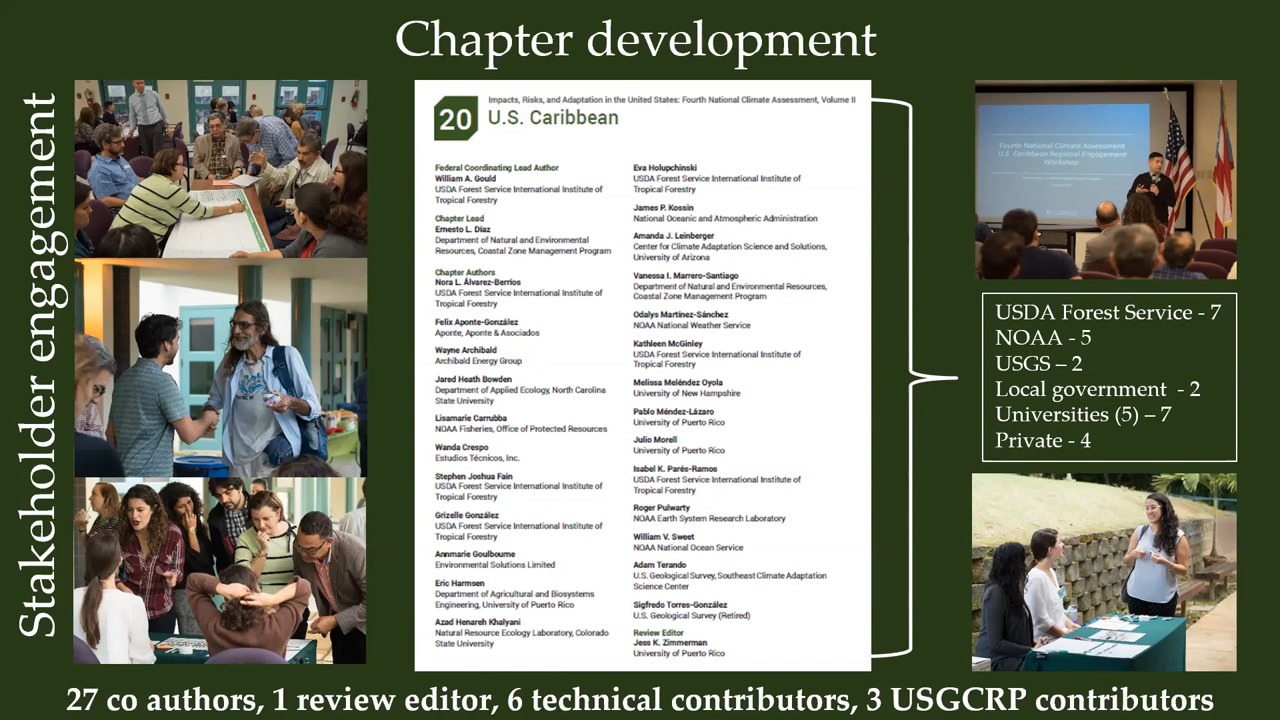 Chapter development
Stakeholder engagement
Impacts, Risks, and Adaptation in the United States: Fourth National Climate Assessment, Volume II
20
U.S. Caribbean
Federal Coordinating Lead Author
William A. Gould
USDA Forest Service International Institute of
Tropical Forestry
Chapter Lead
Ernesto L. Díaz
Department of Natural and Environmental
Resources, Coastal Zone Management Program
Chapter Authors
Nora L. Álvarez-Berríos
USDA Forest Service International Institute of
Tropical Forestry
Felix Aponte-González
Aponte, Aponte & Asociados
Wayne Archibald
Archibald Energy Group
Jared Heath Bowden
Department of Applied Ecology, North Carolina
State University
Lisamarie Carrubba
NOAA Fisheries, Office of Protected Resources
Wanda Crespo
Estudios Técnicos, Inc.
Stephen Joshua Fain
USDA Forest Service International Institute of
Tropical Forestry
Grizelle González
USDA Forest Service International Institute of
Tropical Forestry
Annmarie Goulbourne
Environmental Solutions Limited
Eric Harmsen
Department of Agricultural and Biosystems
Engineering, University of Puerto Rico
Azad Henareh Khalyani
Natural Resource Ecology Laboratory, Colorado
State University
Eva Holupchinski
USDA Forest Service International Institute of
Tropical Forestry
James P. Kossin
National Oceanic and Atmospheric Administration
Amanda J. Leinberger
Center for Climate Adaptation Science and Solutions,
University of Arizona
Vanessa I. Marrero-Santiago
Department of Natural and Environmental Resources,
Coastal Zone Management Program
Odalys Martínez-Sánchez
NOAA National Weather Service
Kathleen McGinley
USDA Forest Service International Institute of
Tropical Forestry
Melissa Meléndez Oyola
University of New Hampshire
Pablo Méndez-Lázaro
University of Puerto Rico
Julio Morell
University of Puerto Rico
Isabel K. Parés-Ramos
USDA Forest Service International Institute of
Tropical Forestry
Roger Pulwarty
NOAA Earth System Research Laboratory
William V. Sweet
NOAA National Ocean Service
Adam Terando
U.S. Geological Survey, Southeast Climate Adaptation
Science Center
Sigfredo Torres-González
U.S. Geological Survey (Retired)
Review Editor
Jess K. Zimmerman
University of Puerto Rico
Fourth National Climate Assessment,
U.S. Caribbean Regional Engagement
Workshop
USDA Forest Service - 7
NOAA - 5
USGS – 2
Local government - 2
Universities (5) – 7
Private - 4
27 co authors, 1 review editor, 6 technical contributors, 3 USGCRP contributors